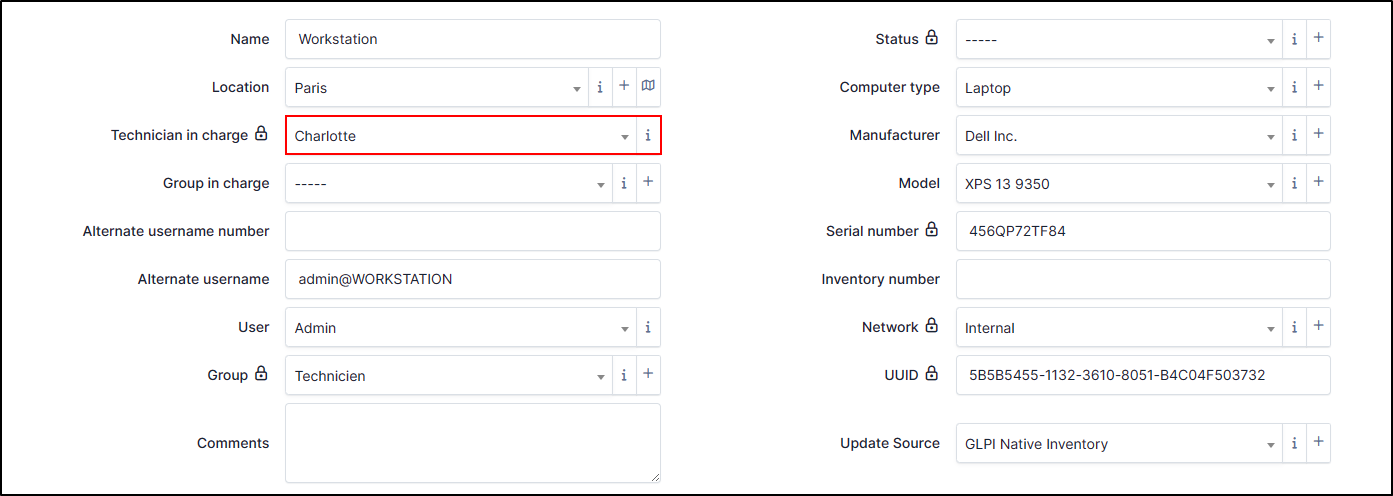 Name Workstation
Location Paris
Technician in charge Charlotte
Group in charge -----
Alternate username number
Alternate username admin@WORKSTATION
User Admin
Group Technicien
Comments
Status -----
Computer type Laptop
Manufacturer Dell Inc.
Model XPS 13 9350
Serial number 456QP72TF84
Inventory number
Network Internal
UUID 5B5B5455-1132-3610-8051-B4C04F503732
Update Source GLPI Native Inventory